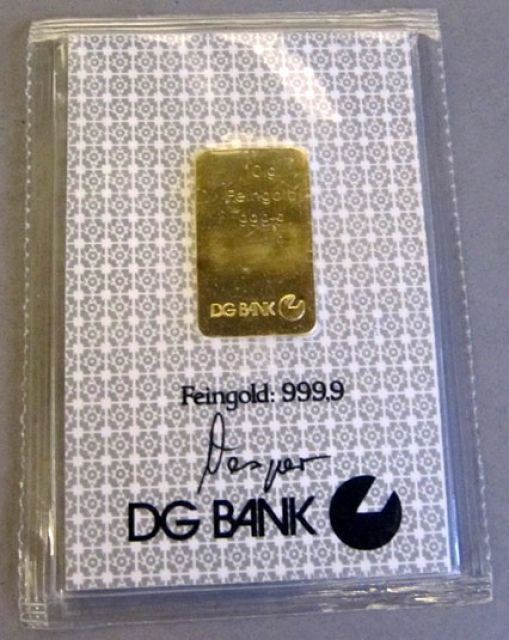 10 g
Feingold
999.9
DG BANK
Feingold: 999.9
DG BANK